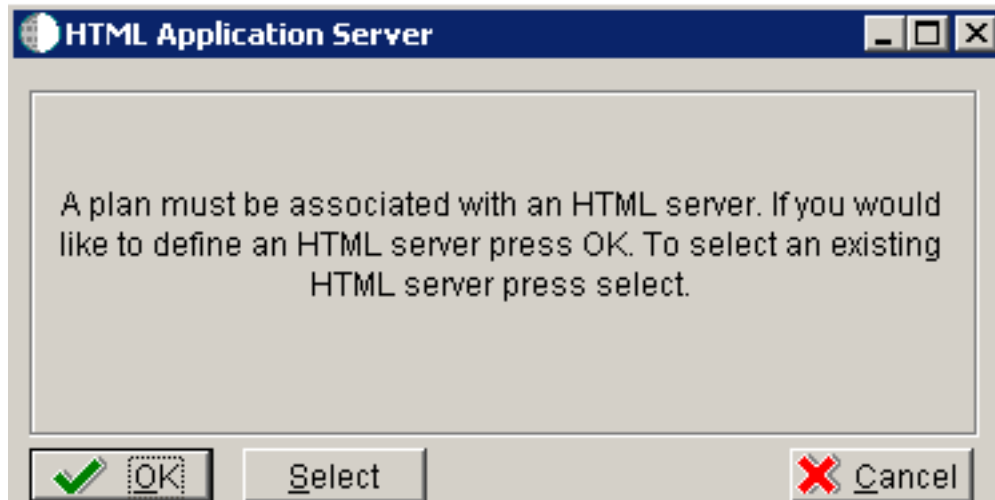 HTML Application Server
A plan must be associated with an HTML server. If you would
like to define an HTML server press OK. To select an existing
HTML server press select.
OK Select Cancel